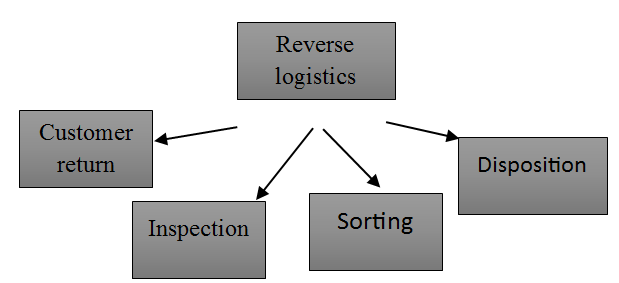 Reverse
logistics
Customer
return
Inspection
Sorting
Disposition